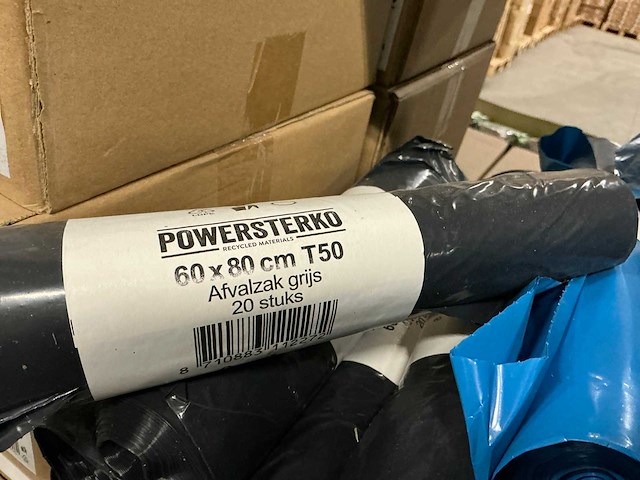 POWERSTERKO
RECYCLED MATERIALS
60 x 80 cm T50
Afvalzak grijs
20 stuks